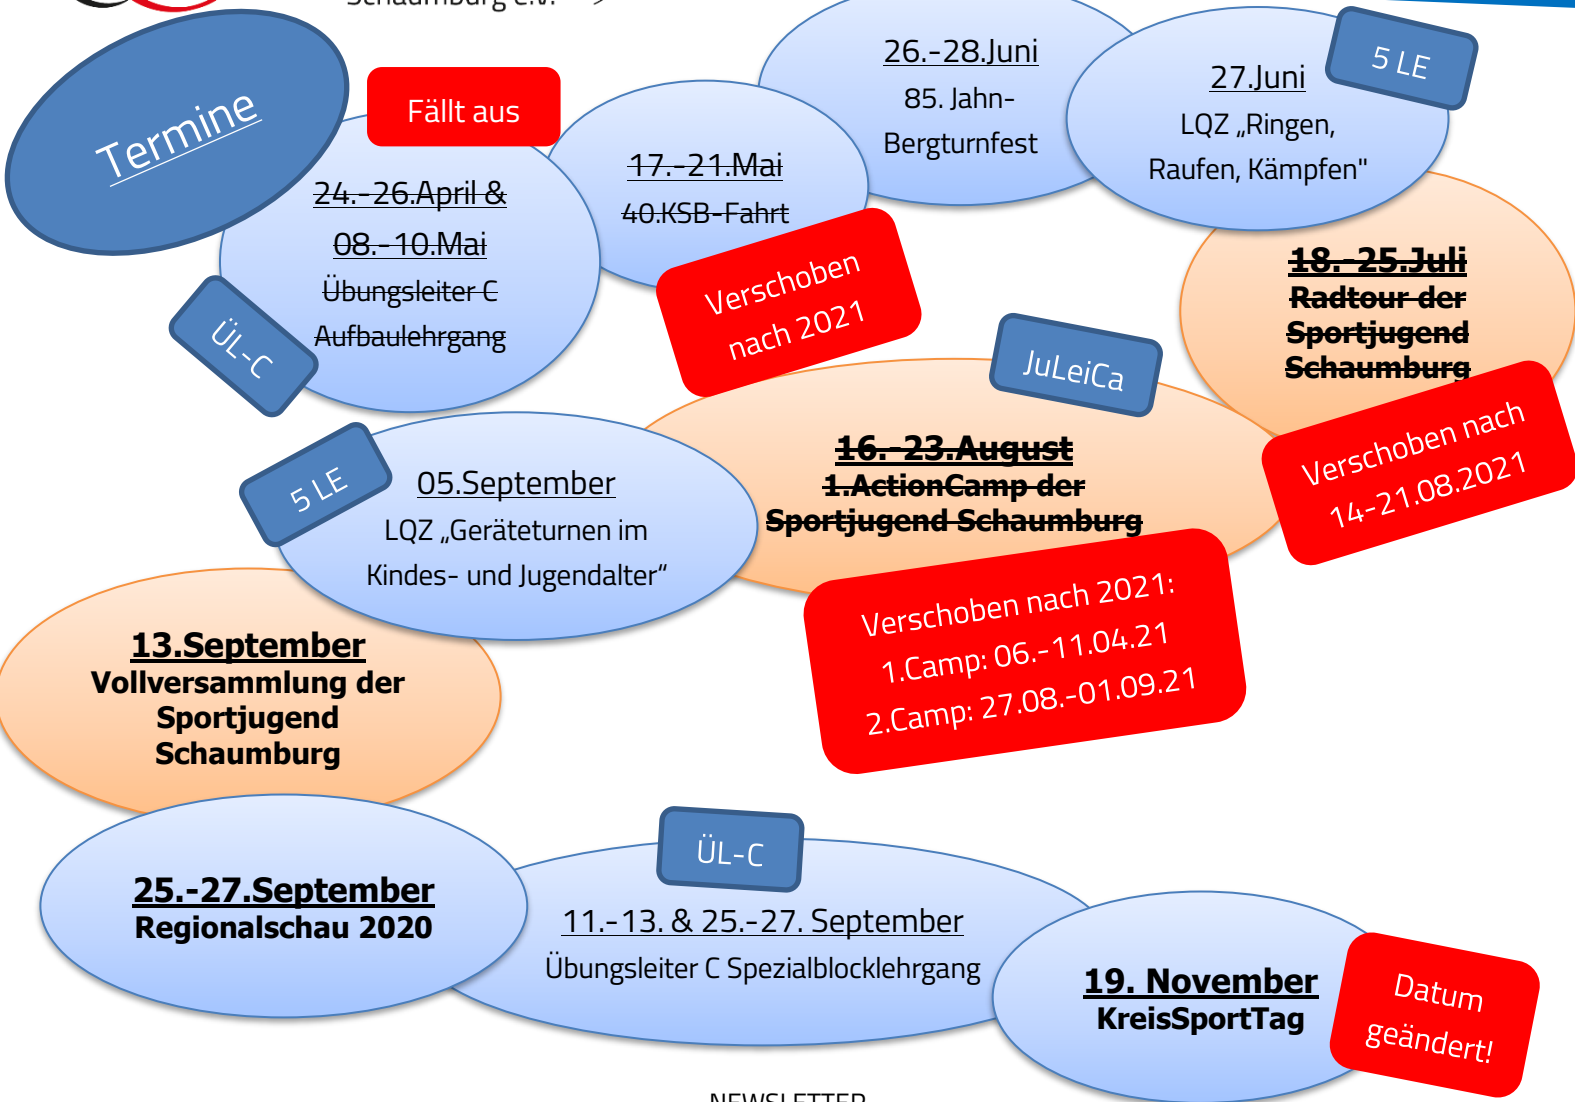 Schaumburg e.V.
Termine
Fällt aus
24.-26.April &
08.-10.Mai
Übungsleiter C
Aufbaulehrgang
ÜL-C
17.-21.Mai
40.KSB-Fahrt
Verschoben
nach 2021
26.-28.Juni
85. Jahn-
Bergturnfest
27.Juni
LQZ „Ringen,
Raufen, Kämpfen"
5 LE
18.-25.Juli
Radtour der
Sportjugend
Schaumburg
Verschoben nach
14-21.08.2021
JuLeiCa
16.-23.August
1.ActionCamp der
Sportjugend Schaumburg
Verschoben nach 2021:
1.Camp: 06.-11.04.21
2.Camp: 27.08.-01.09.21
5 LE
05.September
LQZ „Geräteturnen im
Kindes- und Jugendalter“
13.September
Vollversammlung der
Sportjugend
Schaumburg
25.-27.September
Regionalschau 2020
ÜL-C
11.-13. & 25.-27. September
Übungsleiter C Spezialblocklehrgang
19. November
KreisSportTag
Datum
geändert!
NEWSLETTER